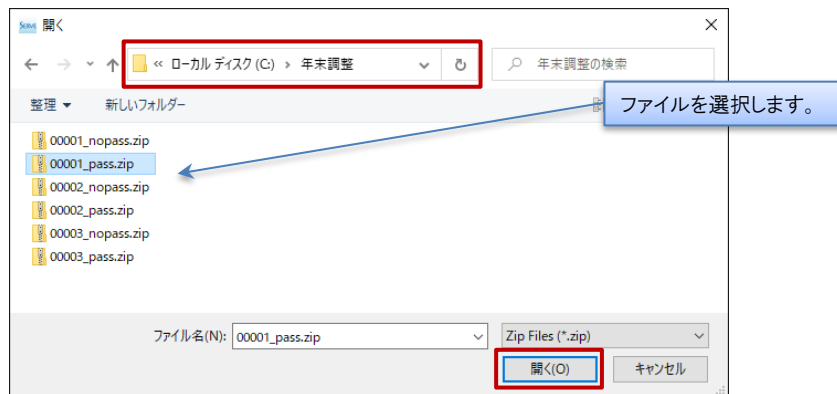 SERVE 開く
« ローカル ディスク (C:) › 年末調整
年末調整の検索
整理 ▼ 新しいフォルダー
ファイルを選択します。
00001_nopass.zip
00001_pass.zip
00002_nopass.zip
00002_pass.zip
00003_nopass.zip
00003_pass.zip
ファイル名(N): 00001_pass.zip
Zip Files (*.zip)
開く(O) キャンセル